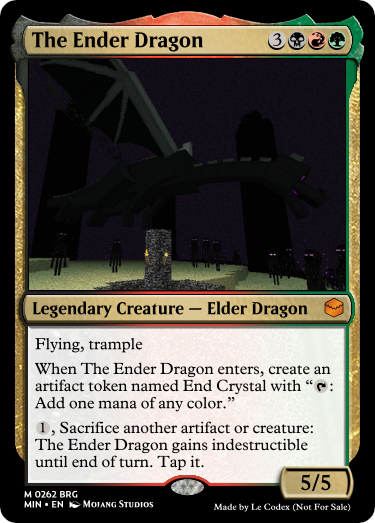 The Ender Dragon 3
Legendary Creature — Elder Dragon
Flying, trample
When The Ender Dragon enters, create an
artifact token named End Crystal with “:
Add one mana of any color.”
1, Sacrifice another artifact or creature:
The Ender Dragon gains indestructible
until end of turn. Tap it.
5/5
M 0262 BRG
MIN • EN Mojang Studios
Made by Le Codex (Not For Sale)